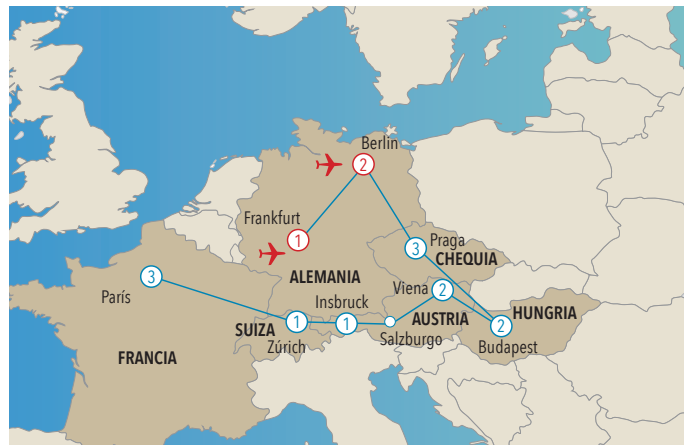 Berlin
2
Frankfurt
1
Praga
3
CHEQUIA
ALEMANIA
París
3
Insbruck
Viena
2
HUNGRIA
SUIZA
1
1
AUSTRIA
2
Zúrich
Salzburgo
Budapest
FRANCIA